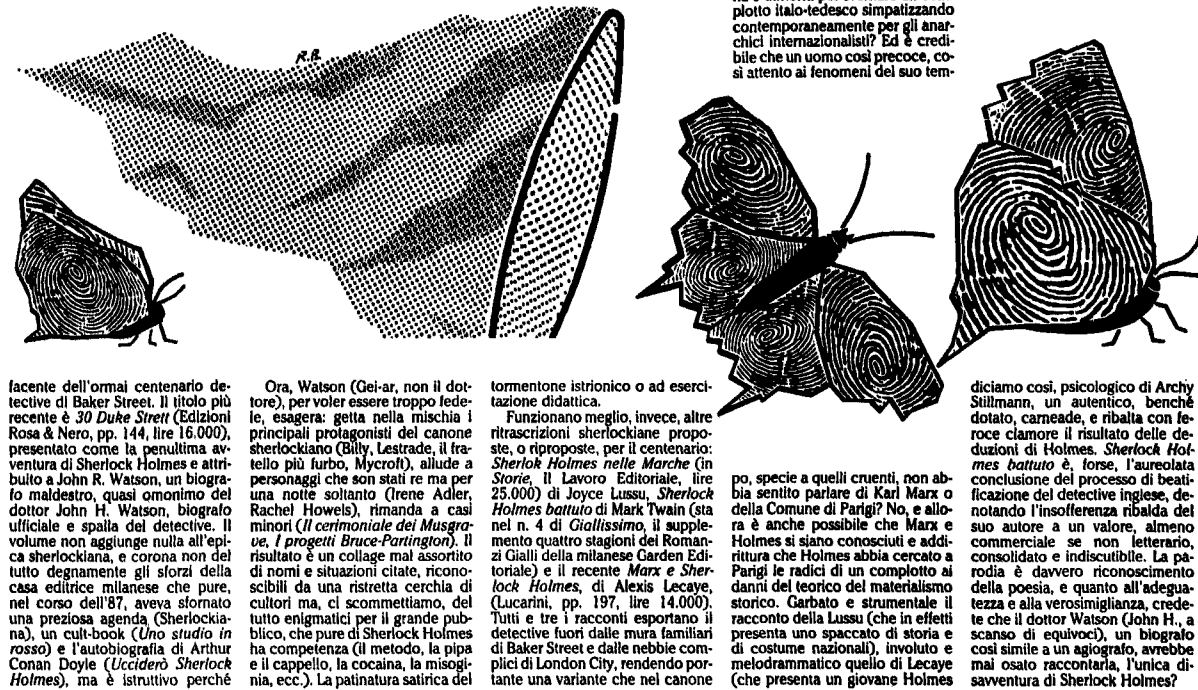 R.B.
facente dell'ormai centenario de-
tective di Baker Street. Il titolo più
recente è 30 Duke Strett (Edizioni
Rosa & Nero, pp. 144, lire 16.000),
presentato come la penultima av-
ventura di Sherlock Holmes e attri-
buito a John R. Watson, un biogra-
fo maldestro, quasi omonimo del
dottor John H. Watson, biografo
ufficiale e spalla del detective. Il
volume non aggiunge nulla all'epi-
ca sherlockiana, e corona non del
tutto degnamente gli sforzi della
casa editrice milanese che pure,
nel corso dell'87, aveva sfornato
una preziosa agenda, (Sherlockia-
na), un cult-book (Uno studio in
rosso) e l'autobiografia di Arthur
Conan Doyle (Ucciderò Sherlock
Holmes), ma è istruttivo perché
Ora, Watson (Gei-ar, non il dot-
tore), per voler essere troppo fede-
le, esagera: getta nella mischia i
principali protagonisti del canone
sherlockiano (Billy, Lestrade, il fra-
tello più furbo, Mycroft), allude a
personaggi che son stati re ma per
una notte soltanto (Irene Adler,
Rachel Howels), rimanda a casi
minori (Il cerimoniale dei Musgra-
ve, I progetti Bruce-Partington). Il
risultato è un collage mal assortito
di nomi e situazioni citate, ricono-
scibili da una ristretta cerchia di
cultori ma, ci scommettiamo, del
tutto enigmatici per il grande pub-
blico, che pure di Sherlock Holmes
ha competenza (il metodo, la pipa
e il cappello, la cocaina, la misogi-
nia, ecc.). La patinatura satirica del
tormentone istrionico o ad eserci-
tazione didattica.
Funzionano meglio, invece, altre
ritrascrizioni sherlockiane propo-
ste, o riproposte, per il centenario:
Sherlok Holmes nelle Marche (in
Storie, Il Lavoro Editoriale, lire
25.000) di Joyce Lussu, Sherlock
Holmes battuto di Mark Twain (sta
nel n. 4 di Giallissimo, il supple-
mento quattro stagioni dei Roman-
zi Gialli della milanese Garden Edi-
toriale) e il recente Marx e Sher-
lock Holmes, di Alexis Lecaye,
(Lucarini, pp. 197, lire 14.000).
Tutti e tre i racconti esportano il
detective fuori dalle mura familiari
di Baker Street e dalle nebbie com-
plici di London City, rendendo por-
tante una variante che nel canone
plotto italo-tedesco simpatizzando
contemporaneamente per gli anar-
chici internazionalisti? Ed è credi-
bile che un uomo così precoce, co-
sì attento ai fenomeni del suo tem-
po, specie a quelli cruenti, non ab-
bia sentito parlare di Karl Marx o
della Comune di Parigi? No, e allo-
ra è anche possibile che Marx e
Holmes si siano conosciuti e addi-
rittura che Holmes abbia cercato a
Parigi le radici di un complotto ai
danni del teorico del materialismo
storico. Garbato e strumentale il
racconto della Lussu (che in effetti
presenta uno spaccato di storia e
di costume nazionali), involuto e
melodrammatico quello di Lecaye
(che presenta un giovane Holmes
diciamo così, psicologico di Archy
Stillmann, un autentico, benché
dotato, carneade, e ribalta con fe-
roce clamore il risultato delle de-
duzioni di Holmes. Sherlock Hol-
mes battuto è, forse, l'aureolata
conclusione del processo di beati-
ficazione del detective inglese, de-
notando l'insofferenza ribalda del
suo autore a un valore, almeno
commerciale se non letterario,
consolidato e indiscutibile. La pa-
rodia è davvero riconoscimento
della poesia, e quanto all'adegua-
tezza e alla verosimiglianza, crede-
te che il dottor Watson (John H., a
scanso di equivoci), un biografo
così simile a un agiografo, avrebbe
mai osato raccontarla, l'unica di-
savventura di Sherlock Holmes?